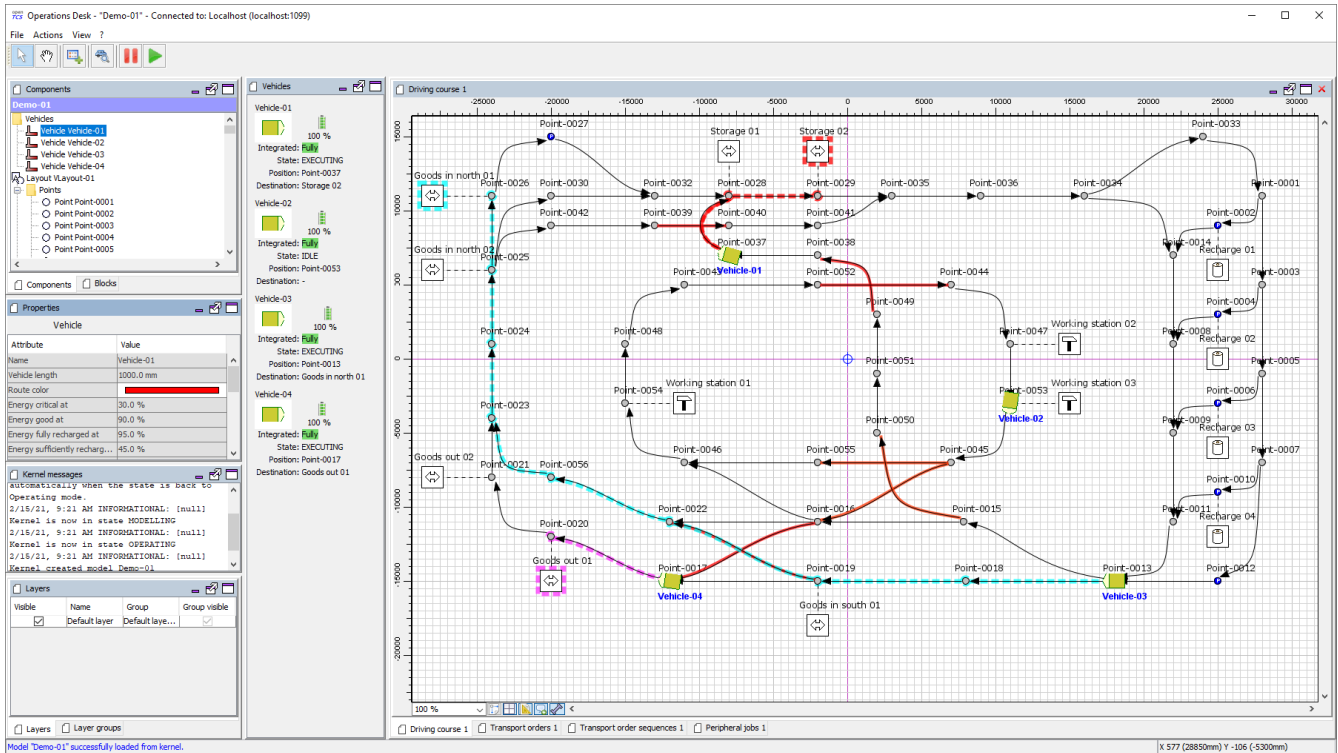 open TCS Operations Desk - "Demo-01" - Connected to: Localhost (localhost:1099)
File Actions View ?
Components
Demo-01
Vehicles
Vehicle Vehicle-01
Vehicle Vehicle-02
Vehicle Vehicle-03
Vehicle Vehicle-04
Layout VLayout-01
Points
Point Point-0001
Point Point-0002
Point Point-0003
Point Point-0004
Point Point-0005
Components Blocks
Properties
Vehicle
Attribute Value
Name Vehicle-01
Vehicle length 1000.0 mm
Route color
Energy critical at 30.0 %
Energy good at 90.0 %
Energy fully recharged at 95.0 %
Energy sufficiently recharg... 45.0 %
Kernel messages
automatically when the state is back to
Operating mode.
2/15/21, 9:21 AM INFORMATIONAL: [null]
Kernel is now in state MODELLING
2/15/21, 9:21 AM INFORMATIONAL: [null]
Kernel is now in state OPERATING
2/15/21, 9:21 AM INFORMATIONAL: [null]
Kernel created model Demo-01
Layers
Visible Name Group Group visible
Default layer Default laye...
Layers Layer groups
Vehicles
Vehicle-01
100 %
Integrated: Fully
State: EXECUTING
Position: Point-0037
Destination: Storage 02
Vehicle-02
100 %
Integrated: Fully
State: IDLE
Position: Point-0053
Destination: -
Vehicle-03
100 %
Integrated: Fully
State: EXECUTING
Position: Point-0013
Destination: Goods in north 01
Vehicle-04
100 %
Integrated: Fully
State: EXECUTING
Position: Point-0017
Destination: Goods out 01
Driving course 1
-25000 -20000 -15000 -10000 -5000 0 5000 10000 15000 20000 25000 30000
15000
10000
0
-5000
-10000
-15000
-20000
Point-0027
Storage 01
Storage 02
Point-0033
Goods in north 01
Point-0026
Point-0030
Point-0032
Point-0028
Point-0029
Point-0035
Point-0036
Point-0034
Point-0001
Point-0042
Point-0039
Point-0040
Point-0041
Point-0002
Goods in north 02
Point-0025
Point-0037
Point-0038
Point-0014
Recharge 01
Vehicle-01
Point-0043
Point-0052
Point-0044
Point-0003
Point-0049
Point-0004
Point-0024
Point-0048
Point-0047
Working station 02
Point-0008
Recharge 02
Point-0051
Point-0005
Point-0054
Working station 01
Point-0053
Working station 03
Point-0006
Point-0023
Vehicle-02
Point-0050
Point-0009
Recharge 03
Goods out 02
Point-0021
Point-0056
Point-0046
Point-0055
Point-0045
Point-0007
Point-0010
Point-0020
Point-0022
Point-0016
Point-0015
Point-0011
Recharge 04
Goods out 01
Point-0017
Point-0019
Point-0018
Point-0013
Point-0012
Vehicle-04
Vehicle-03
Goods in south 01
100 %
Driving course 1 Transport orders 1 Transport order sequences 1 Peripheral jobs 1
Model "Demo-01" successfully loaded from kernel.
X 577 (28850mm) Y -106 (-5300mm)